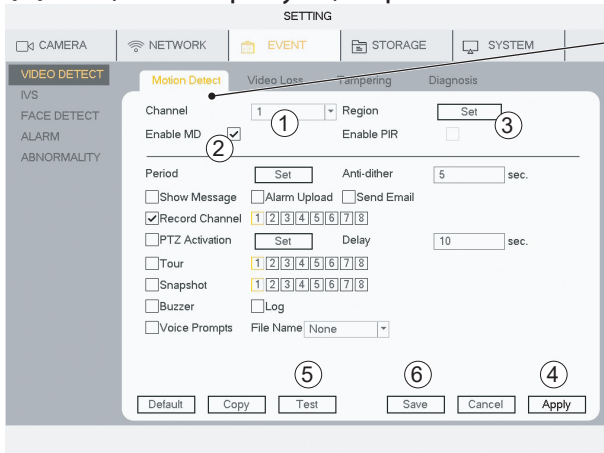 SETTING
CAMERA NETWORK EVENT STORAGE SYSTEM
VIDEO DETECT
IVS
FACE DETECT
ALARM
ABNORMALITY
Motion Detect Video Loss Tampering Diagnosis
Channel 1 1 Region Set 3
Enable MD 2 Enable PIR
Period Set Anti-dither 5 sec.
Show Message Alarm Upload Send Email
Record Channel 1 2 3 4 5 6 7 8
PTZ Activation Set Delay 10 sec.
Tour 1 2 3 4 5 6 7 8
Snapshot 1 2 3 4 5 6 7 8
Buzzer Log
Voice Prompts File Name None
5 6 4
Default Copy Test Save Cancel Apply